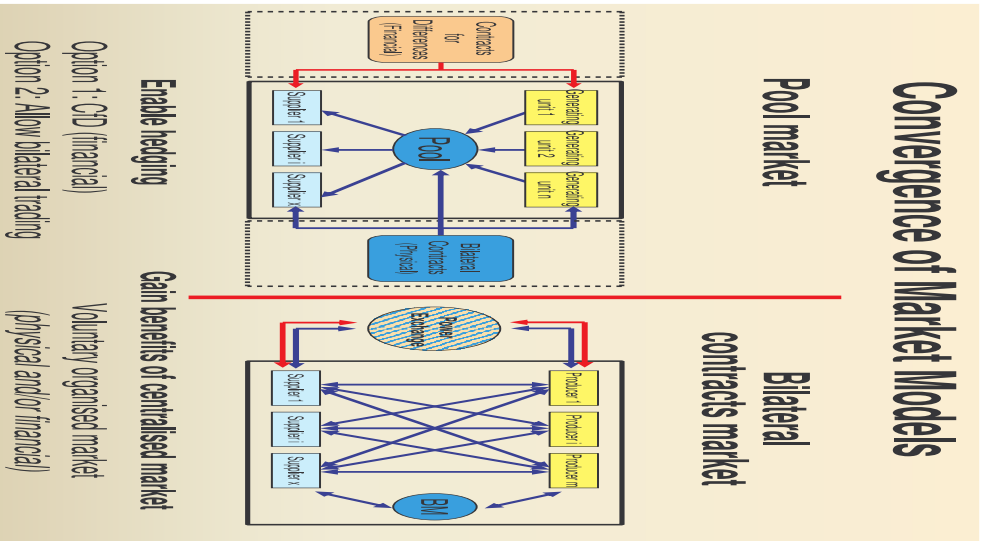 Convergence of Market Models
Pool market
Contracts
for
Differences
(Financial)
Generating
unit 1
Generating
unit 2
Generating
unit n
Pool
Supplier 1
Supplier i
Supplier x
Bilateral
Contracts
(Physical)
Enable hedging
Option 1: CfD (financial)
Option 2: Allow bilateral trading
Bilateral
contracts market
Power
Exchange
Producer 1
Producer i
Producer m
Supplier 1
Supplier i
Supplier x
BM
Gain benefits of centralised market
Voluntary organised market
(physical and/or financial)